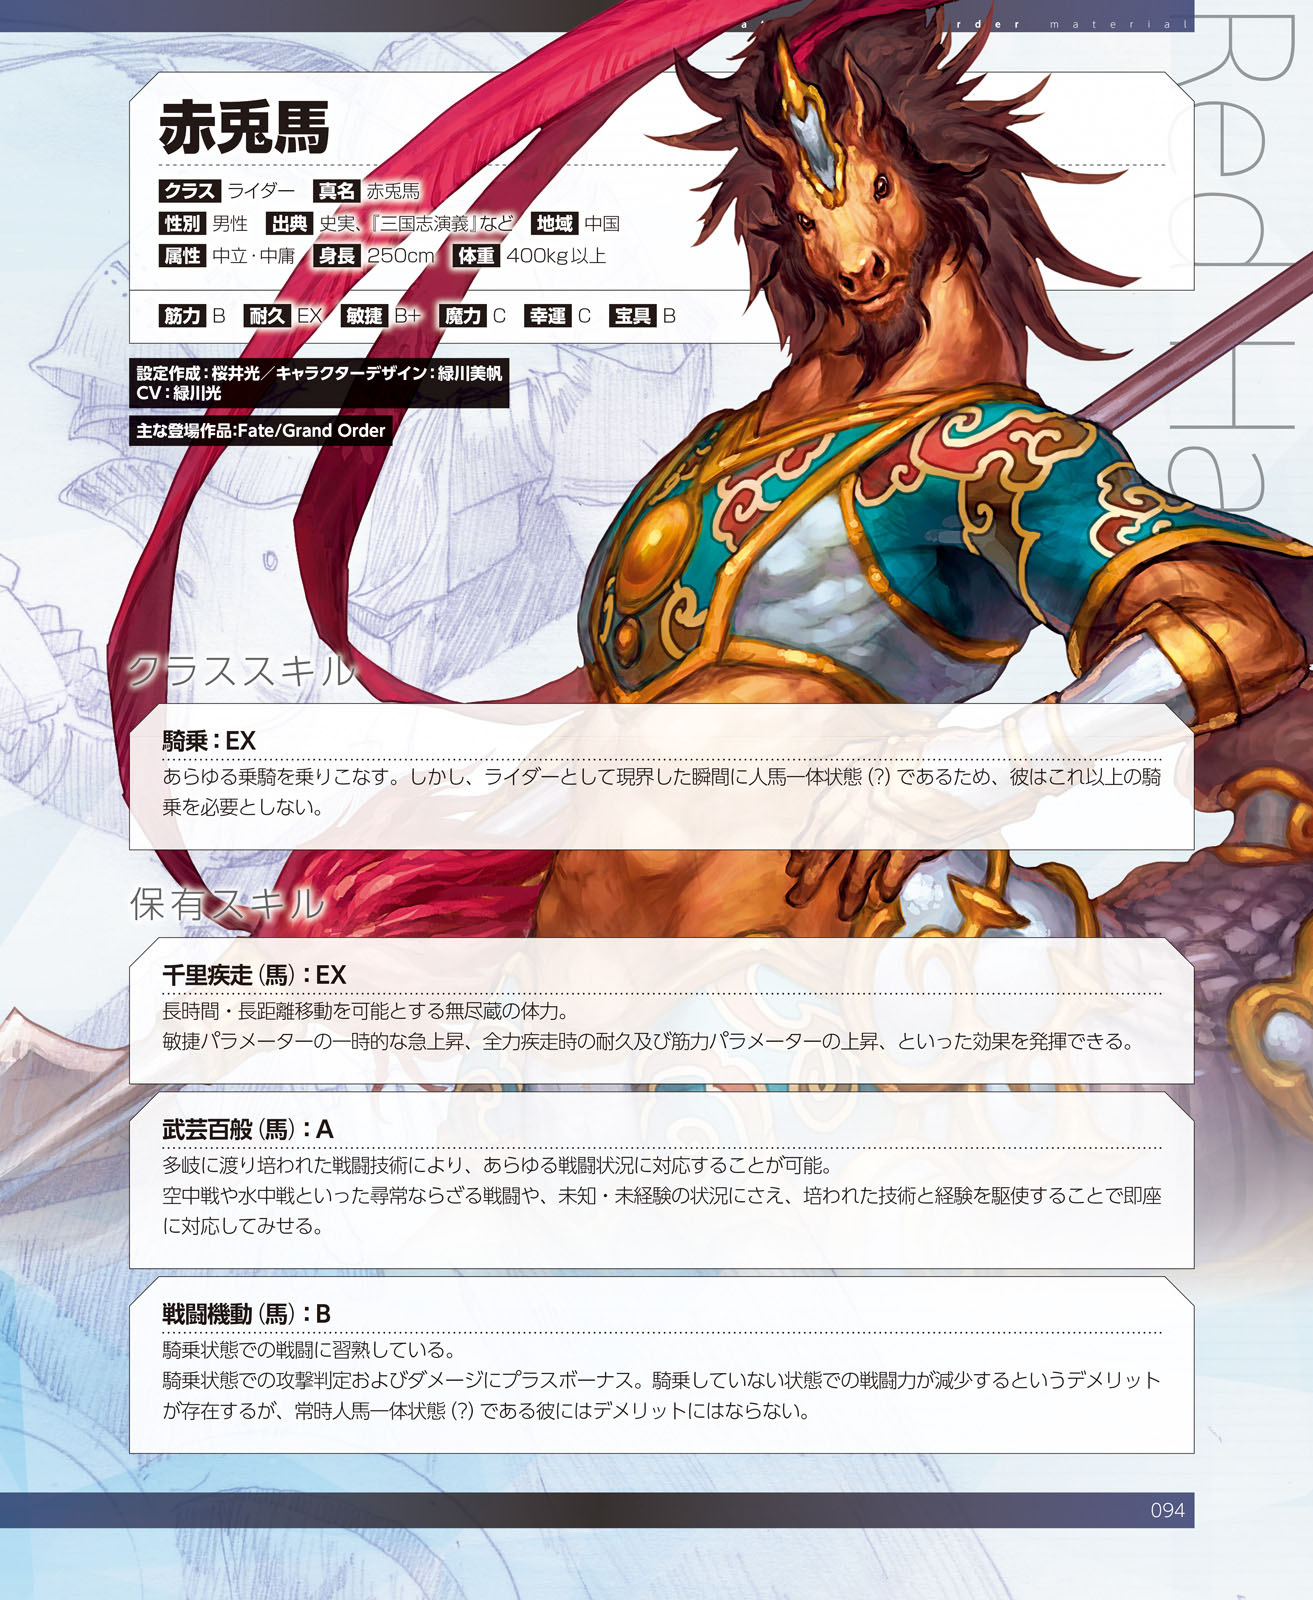 rder material
Red Ha
赤兎馬
クラス ライダー 真名 赤兎馬
性別 男性 出典 史実、『三国志演義』など 地域 中国
属性 中立・中庸 身長 250cm 体重 400kg以上
筋力 B 耐久 EX 敏捷 B+ 魔力 C 幸運 C 宝具 B
設定作成：桜井光／キャラクターデザイン：緑川美帆
CV：緑川光
主な登場作品：Fate/Grand Order
クラススキル
騎乗：EX
あらゆる乗騎を乗りこなす。しかし、ライダーとして現界した瞬間に人馬一体状態（？）であるため、彼はこれ以上の騎
乗を必要としない。
保有スキル
千里疾走（馬）：EX
長時間・長距離移動を可能とする無尽蔵の体力。
敏捷パラメーターの一時的な急上昇、全力疾走時の耐久及び筋力パラメーターの上昇、といった効果を発揮できる。
武芸百般（馬）：A
多岐に渡り培われた戦闘技術により、あらゆる戦闘状況に対応することが可能。
空中戦や水中戦といった尋常ならざる戦闘や、未知・未経験の状況にさえ、培われた技術と経験を駆使することで即座
に対応してみせる。
戦闘機動（馬）：B
騎乗状態での戦闘に習熟している。
騎乗状態での攻撃判定およびダメージにプラスボーナス。騎乗していない状態での戦闘力が減少するというデメリット
が存在するが、常時人馬一体状態（？）である彼にはデメリットにはならない。
094